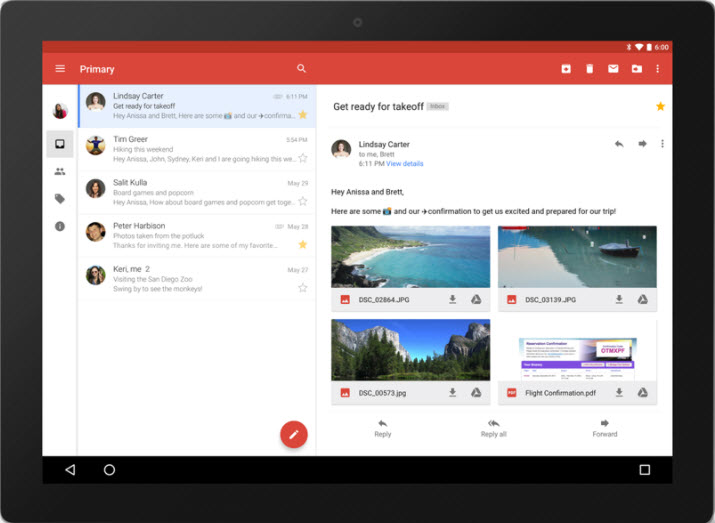 6:00
Primary
Lindsay Carter 6:11 PM
Get ready for takeoff
Hey Anissa and Brett, Here are some 📸 and our ✈confirma...
Tim Greer 5:54 PM
Hiking this weekend
Hey Anissa, John, Sydney, Keri and I are going hiking this we...
Salit Kulla May 29
Board games and popcorn
Hey Anissa, How about board games and popcorn get toge...
Peter Harbison May 28
Photos taken from the potluck
Thanks for inviting me. Here are some of my favorite...
Keri, me 2 May 27
Visiting the San Diego Zoo
Swing by to see the monkeys!
Get ready for takeoff Inbox
Lindsay Carter
to me, Brett
6:11 PM View details
Hey Anissa and Brett,
Here are some 📸 and our ✈confirmation to get us excited and prepared for our trip!
DSC_02864.JPG
DSC_03139.JPG
DSC_00573.jpg
Reservation Confirmation
OTMXPF
PDF Flight Confirmation.pdf
Reply
Reply all
Forward